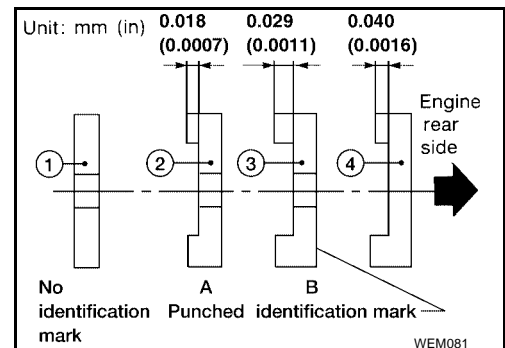 Unit: mm (in) 0.018 0.029 0.040
(0.0007) (0.0011) (0.0016)
Engine
rear
side
1 2 3 4
No A B
identification Punched identification mark
mark
WEM081